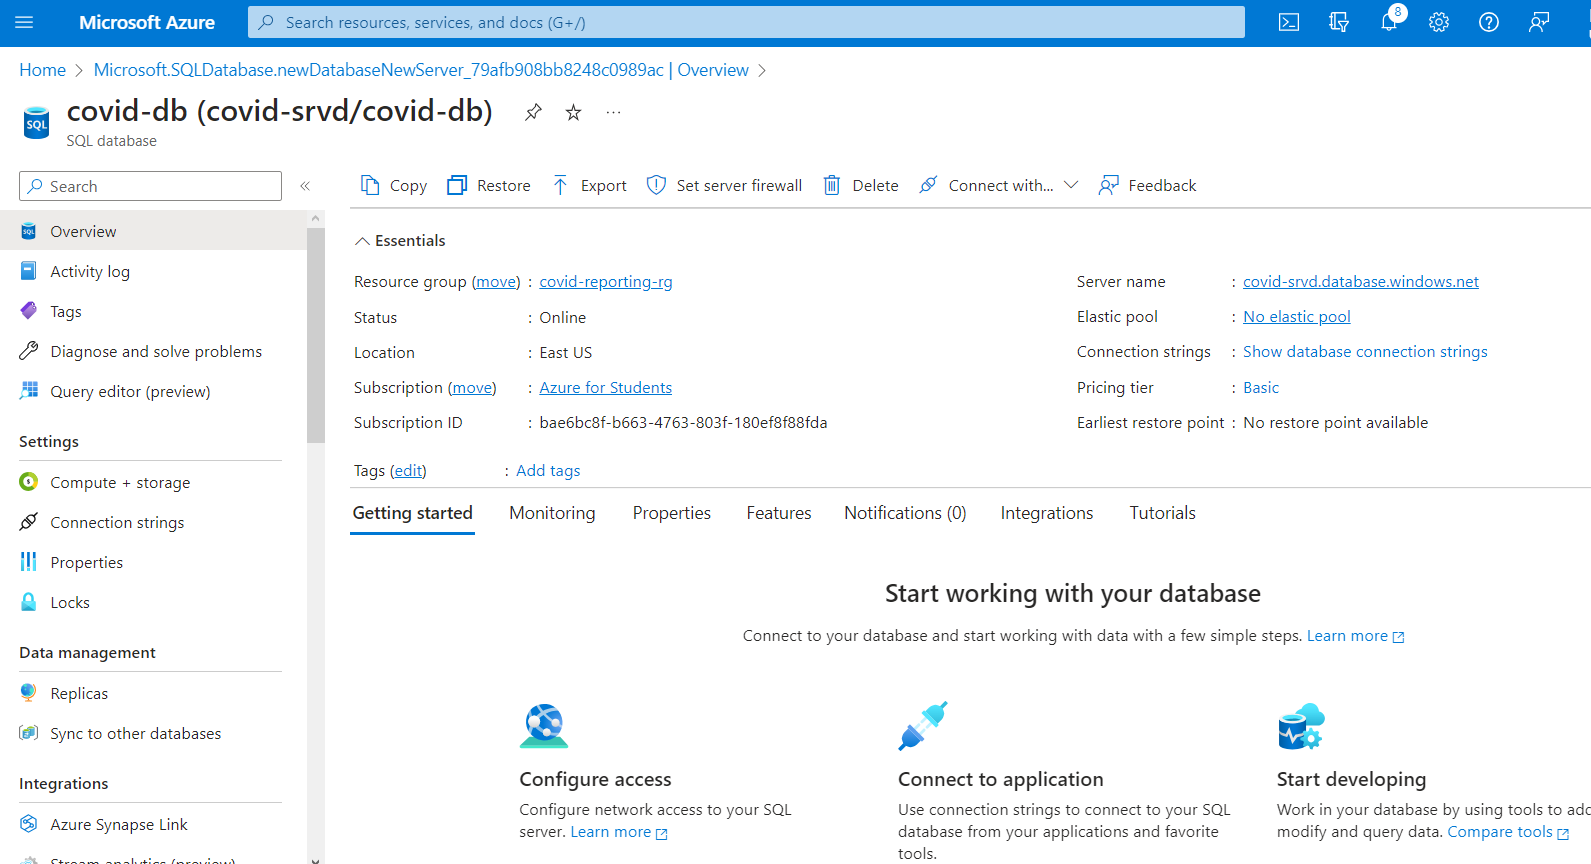 Microsoft Azure
Search resources, services, and docs (G+/)
8
Home > Microsoft.SQLDatabase.newDatabaseNewServer_79afb908bb8248c0989ac | Overview >
SQL
covid-db (covid-srvd/covid-db)
SQL database
Search
Copy Restore Export Set server firewall Delete Connect with... Feedback
Overview
Activity log
Tags
Diagnose and solve problems
Query editor (preview)
Settings
Compute + storage
Connection strings
Properties
Locks
Data management
Replicas
Sync to other databases
Integrations
Azure Synapse Link
Stream analytics (preview)
Essentials
Resource group (move) : covid-reporting-rg
Status : Online
Location : East US
Subscription (move) : Azure for Students
Subscription ID : bae6bc8f-b663-4763-803f-180ef8f88fda
Server name : covid-srvd.database.windows.net
Elastic pool : No elastic pool
Connection strings : Show database connection strings
Pricing tier : Basic
Earliest restore point : No restore point available
Tags (edit) : Add tags
Getting started Monitoring Properties Features Notifications (0) Integrations Tutorials
Start working with your database
Connect to your database and start working with data with a few simple steps. Learn more
Configure access
Configure network access to your SQL
server. Learn more
Connect to application
Use connection strings to connect to your SQL
database from your applications and favorite
tools.
Start developing
Work in your database by using tools to
modify and query data. Compare tools